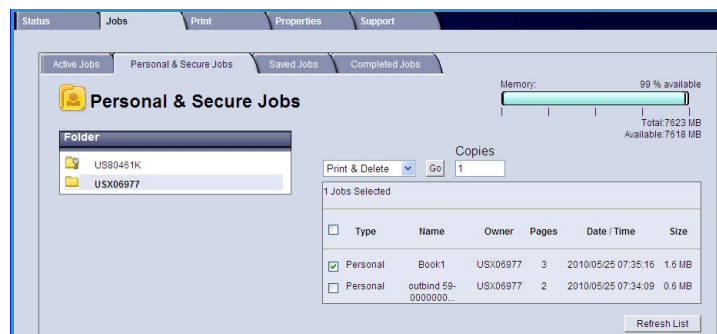 Status Jobs Print Properties Support
Active Jobs Personal & Secure Jobs Saved Jobs Completed Jobs
Personal & Secure Jobs
Memory: 99 % available
Total:7623 MB
Available:7618 MB
Folder
US80461K
USX06977
Copies
Print & Delete Go 1
1 Jobs Selected
Type Name Owner Pages Date / Time Size
Personal Book1 USX06977 3 2010/05/25 07:35:16 1.6 MB
Personal outbind 59- USX06977 2 2010/05/25 07:34:09 0.6 MB
0000000...
Refresh List